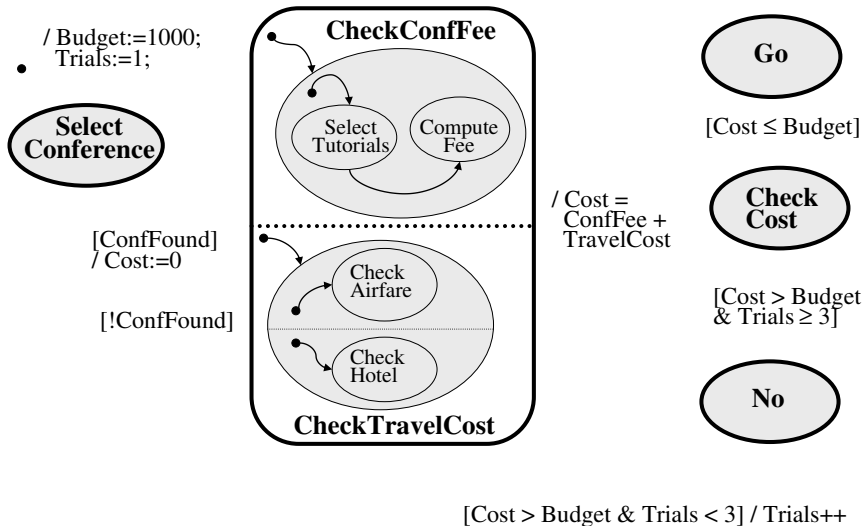 / Budget:=1000;
Trials:=1;
Select
Conference
CheckConfFee
Select
Tutorials
Compute
Fee
[ConfFound]
/ Cost:=0
[!ConfFound]
Check
Airfare
Check
Hotel
CheckTravelCost
/ Cost =
ConfFee +
TravelCost
Go
[Cost ≤ Budget]
Check
Cost
[Cost > Budget
& Trials ≥ 3]
No
[Cost > Budget & Trials < 3] / Trials++